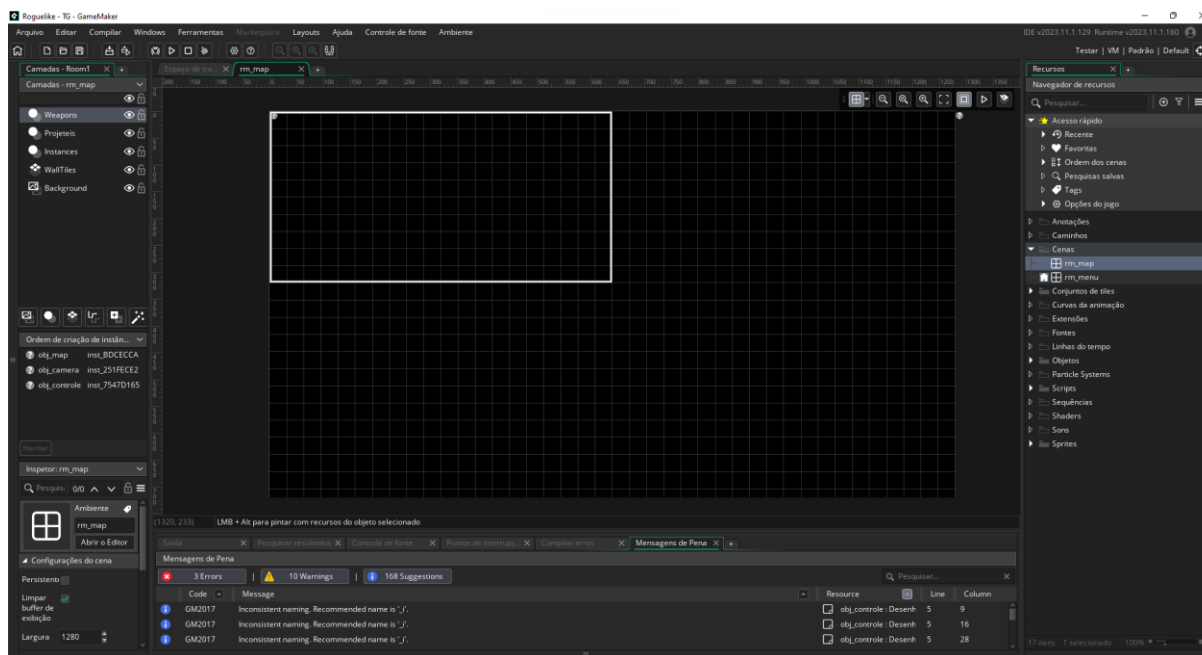 Roguelike - TG - GameMaker
Arquivo Editar Compilar Windows Ferramentas Marketplace Layouts Ajuda Controle de fonte Ambiente
IDE v2023.11.1.129 Runtime v2023.11.1.160
Testar | VM | Padrão | Default
Camadas - Room1
Camadas - rm_map
Weapons
Projeteis
Instances
WallTiles
Background
Ordem de criação de instân...
obj_map inst_BDCECCA
obj_camera inst_251FECE2
obj_controle inst_7547D165
Herdar
Inspetor: rm_map
Pesquis: 0/0
Ambiente
rm_map
Abrir o Editor
Configurações do cena
Persistent
Limpar buffer de exibição
Largura 1280
Espaço de tra... rm_map
(1320, 233) LMB + Alt para pintar com recursos do objeto selecionado
Saída Pesquisar resultados Controle de fonte Pontos de interrupç... Compilar erros Mensagens de Pena
Mensagens de Pena
3 Errors | 10 Warnings | 168 Suggestions
Pesquisar...
Code Message Resource Line Column
GM2017 Inconsistent naming. Recommended name is '_i'. obj_controle : Desenh 5 9
GM2017 Inconsistent naming. Recommended name is '_i'. obj_controle : Desenh 5 16
GM2017 Inconsistent naming. Recommended name is '_i'. obj_controle : Desenh 5 28
Recursos
Navegador de recursos
Pesquisar...
Acesso rápido
Recente
Favoritas
Ordem dos cenas
Pesquisas salvas
Tags
Opções do jogo
Anotações
Caminhos
Cenas
rm_map
rm_menu
Conjuntos de tiles
Curvas da animação
Extensões
Fontes
Linhas do tempo
Objetos
Particle Systems
Scripts
Sequências
Shaders
Sons
Sprites
17 itens 1 selecionado 100%